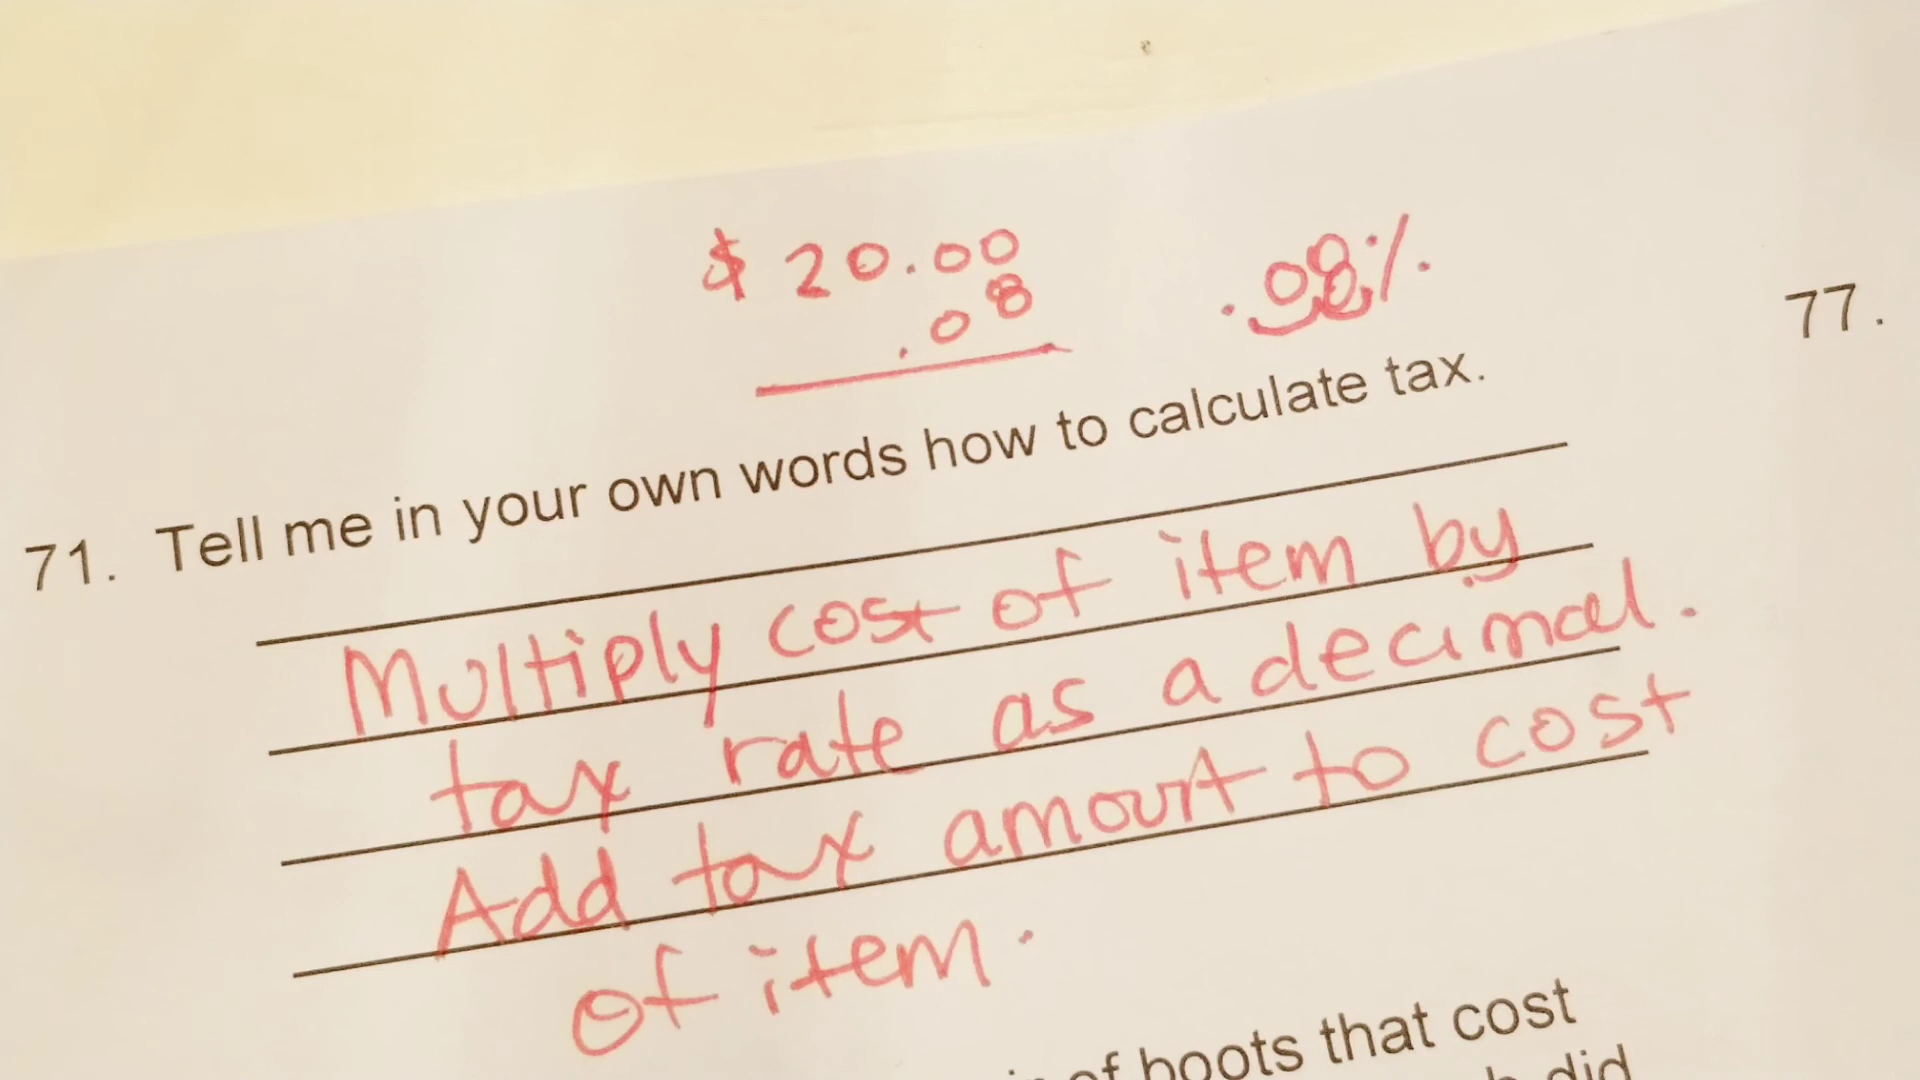 $ 20.00
.08
.08%
77.
71. Tell me in your own words how to calculate tax.
Multiply cost of item by
tax rate as a decimal.
Add tax amount to cost
of item.
of boots that cost
did